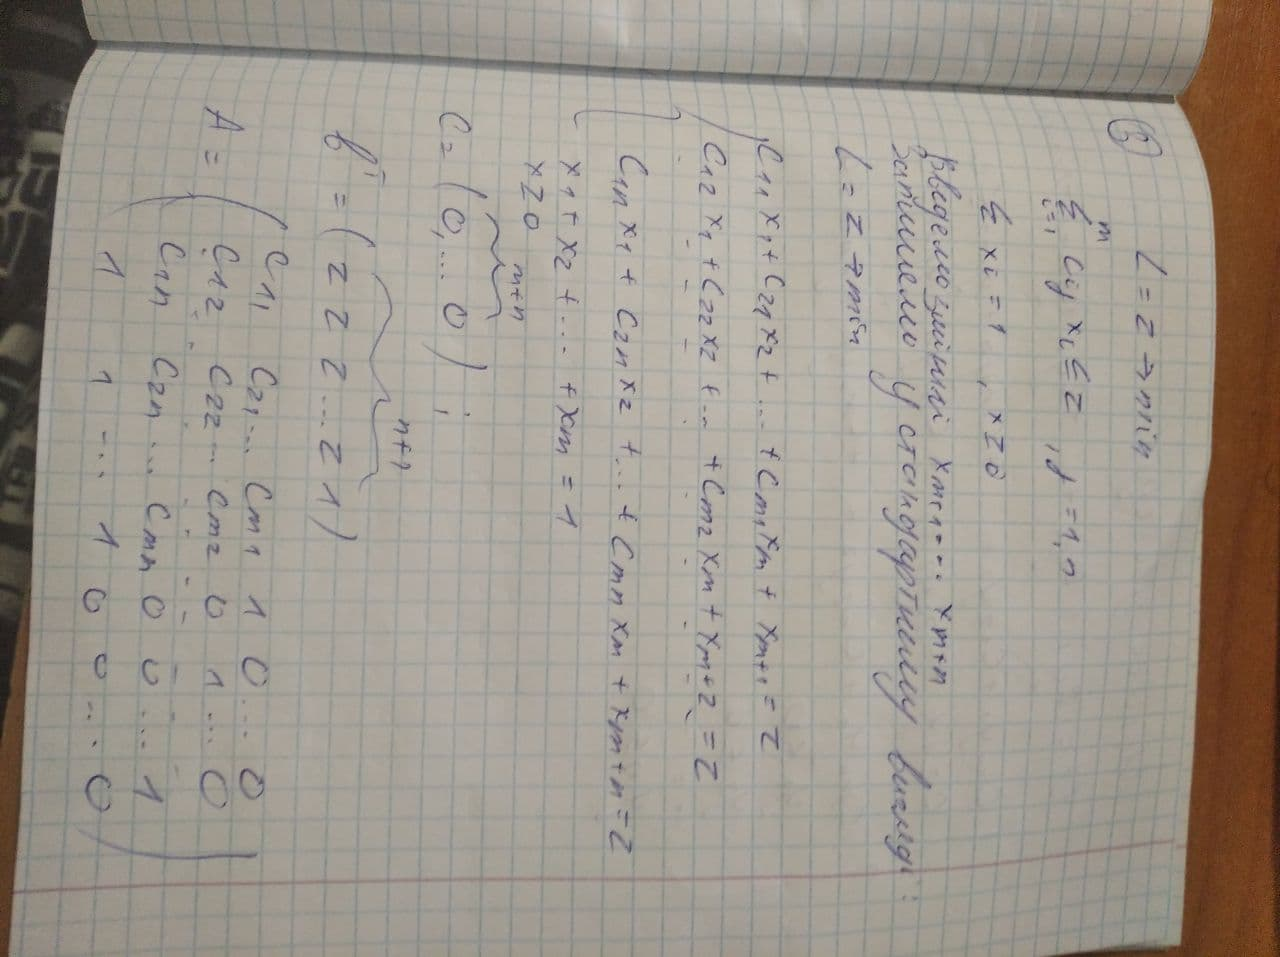 6) L = z → min
m
Σ cij xi ≤ z , j = 1,n
i=1
Σ xi = 1 , x ≥ 0
Введемо змінні xm+1.... xm+n
Запишемо у стандартному вигляді :
L = z → min
c11 x1 + c21 x2 + ... + cm1 xm + xm+1 = z
c12 x1 + c22 x2 + ... + cm2 xm + xm+2 = z
c1n x1 + c2n x2 + ... + cmn xm + xm+n = z
x1 + x2 + ... + xm = 1
x ≥ 0
m+n
C = ( 0,... 0 ) ;
n+1
bT = ( z z z ... z 1 )
A = ( c11 c21 ... cm1 1 0 ... 0
c12 c22 ... cm2 0 1 ... 0
c1n c2n ... cmn 0 0 ... 1
1 1 ... 1 0 0 ... 0 )